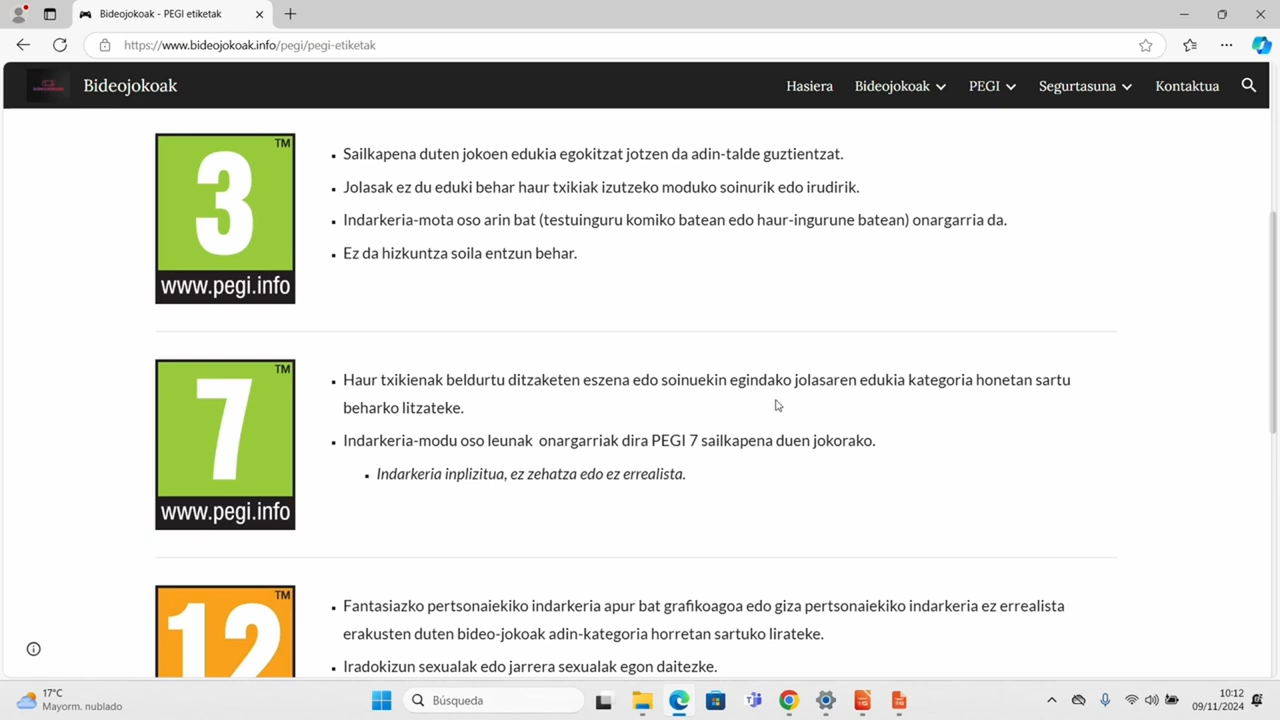 Bideojokoak - PEGI etiketak
https://www.bideojokoak.info/pegi/pegi-etiketak
Bideojokoak
Hasiera
Bideojokoak
PEGI
Segurtasuna
Kontaktua
3
TM
www.pegi.info
Sailkapena duten jokoen edukia egokitzat jotzen da adin-talde guztientzat.
Jolasak ez du eduki behar haur txikiak izutzeko moduko soinurik edo irudirik.
Indarkeria-mota oso arin bat (testuinguru komiko batean edo haur-ingurune batean) onargarria da.
Ez da hizkuntza soila entzun behar.
7
TM
www.pegi.info
Haur txikienak beldurtu ditzaketen eszena edo soinuekin egindako jolasaren edukia kategoria honetan sartu
beharko litzateke.
Indarkeria-modu oso leunak onargarriak dira PEGI 7 sailkapena duen jokorako.
Indarkeria inplizitua, ez zehatza edo ez errealista.
12
TM
Fantasiazko pertsonaiekiko indarkeria apur bat grafikoagoa edo giza pertsonaiekiko indarkeria ez errealista
erakusten duten bideo-jokoak adin-kategoria horretan sartuko lirateke.
Iradokizun sexualak edo jarrera sexualak egon daitezke.
17°C
Mayorm. nublado
Búsqueda
10:12
09/11/2024